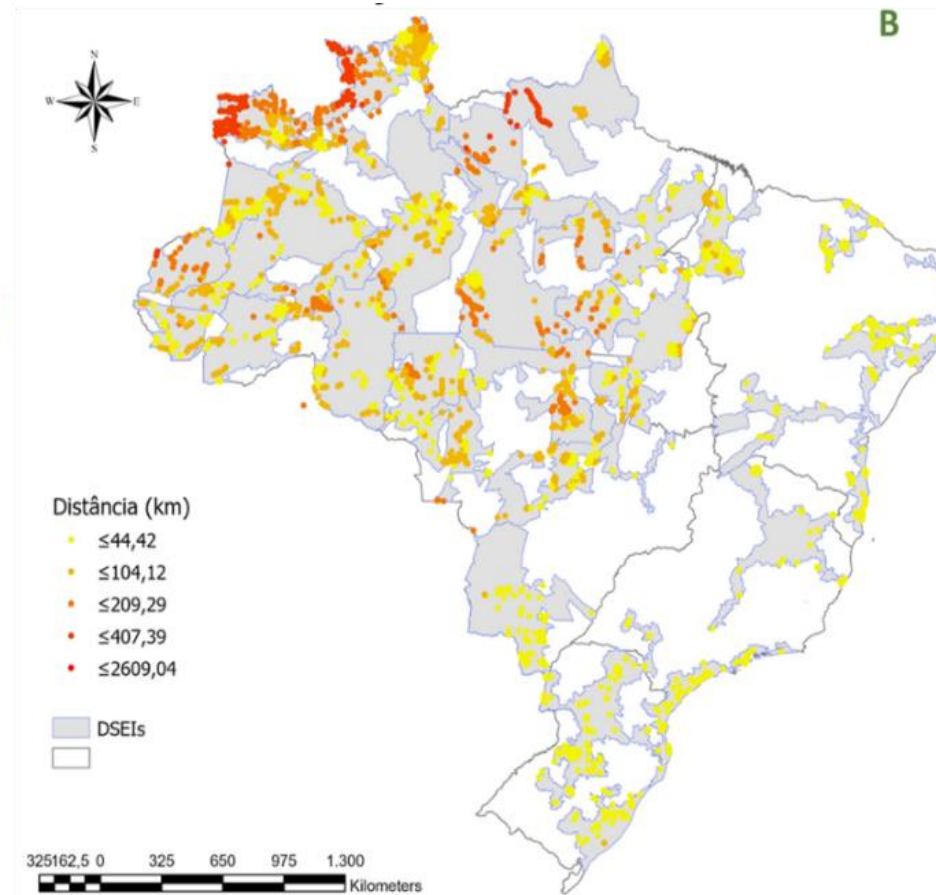 B
N
W E
S
Distância (km)
≤44,42
≤104,12
≤209,29
≤407,39
≤2609,04
DSEIs
325162,5 0 325 650 975 1.300
Kilometers